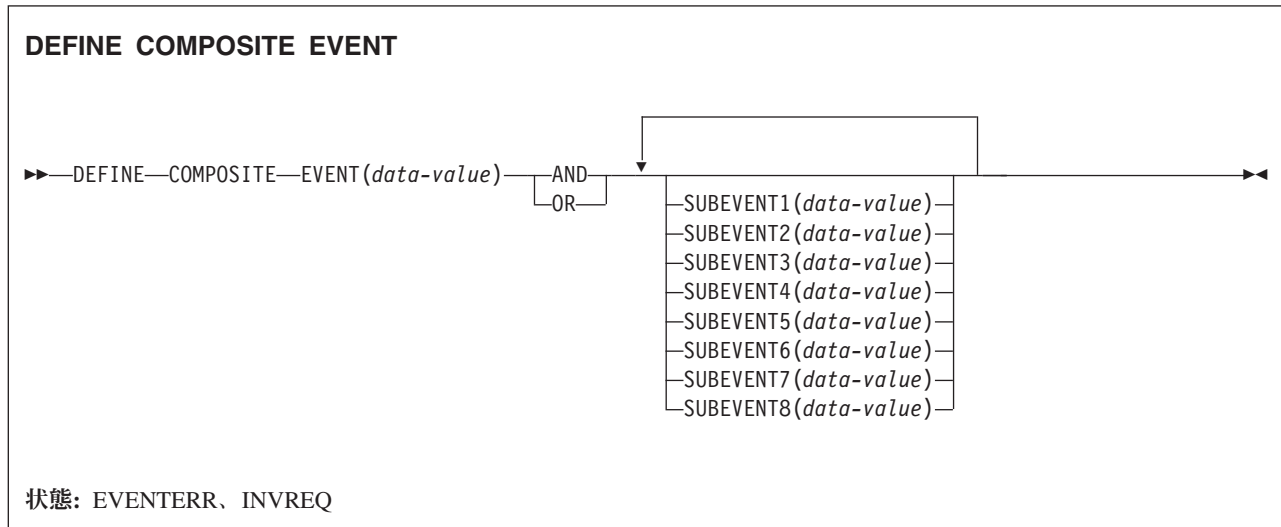 DEFINE COMPOSITE EVENT
DEFINE COMPOSITE EVENT(data-value) AND
OR
SUBEVENT1(data-value)
SUBEVENT2(data-value)
SUBEVENT3(data-value)
SUBEVENT4(data-value)
SUBEVENT5(data-value)
SUBEVENT6(data-value)
SUBEVENT7(data-value)
SUBEVENT8(data-value)
状態: EVENTERR、INVREQ